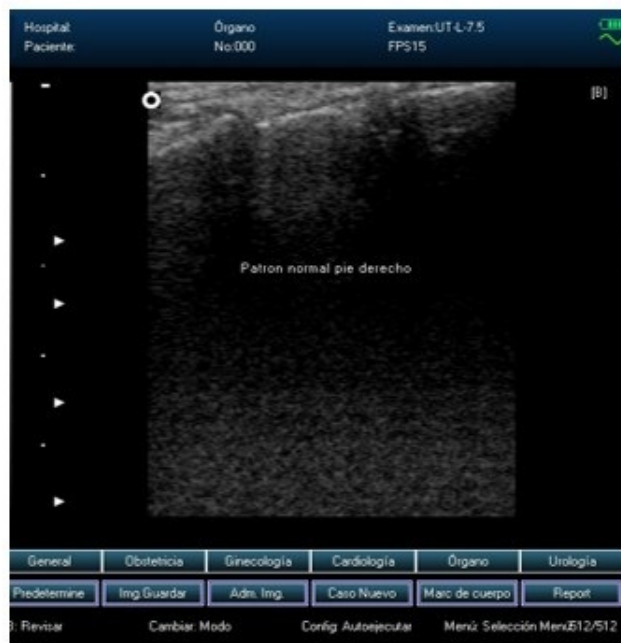 Hospital: Órgano Examen:UT-L-7.5
Paciente: No:000 FPS15
[B]
Patron normal pie derecho
General Obstetricia Ginecología Cardiología Órgano Urología
Predetermine Img.Guardar Adm. Img. Caso Nuevo Marc de cuerpo Report
: Revisar Cambiar: Modo Config: Autoejecutar Menú: Selección Menú 512/512